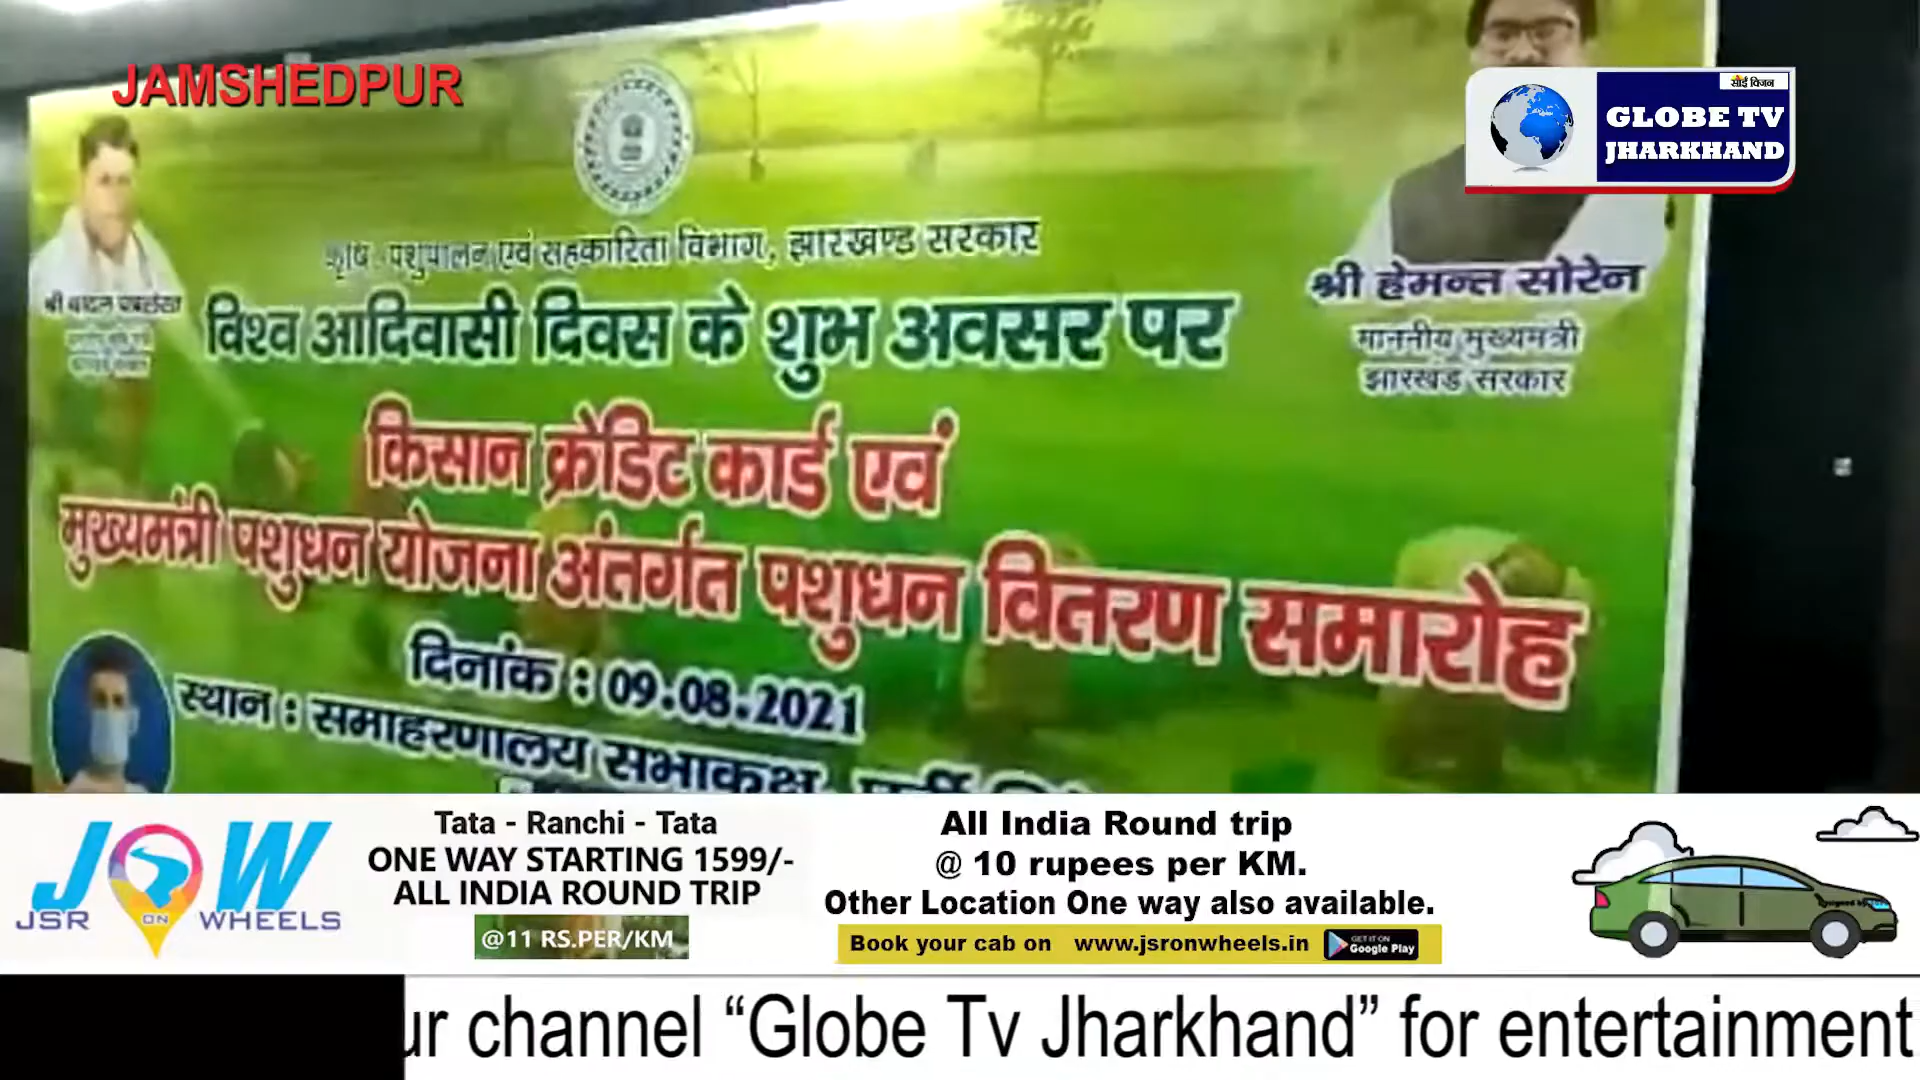 JAMSHEDPUR
साई विजन
GLOBE TV
JHARKHAND
कृषि, पशुपालन एवं सहकारिता विभाग, झारखण्ड सरकार
विश्व आदिवासी दिवस के शुभ अवसर पर
श्री हेमन्त सोरेन
माननीय मुख्यमंत्री
झारखंड सरकार
किसान क्रेडिट कार्ड एवं
मुख्यमंत्री पशुधन योजना अंतर्गत पशुधन वितरण समारोह
दिनांक : 09.08.2021
स्थान : समाहरणालय सभाकक्ष,
JSR ON WHEELS
Tata - Ranchi - Tata
ONE WAY STARTING 1599/-
ALL INDIA ROUND TRIP
@11 RS.PER/KM
All India Round trip
@ 10 rupees per KM.
Other Location One way also available.
Book your cab on www.jsronwheels.in
GET IT ON
Google Play
ur channel “Globe Tv Jharkhand” for entertainment